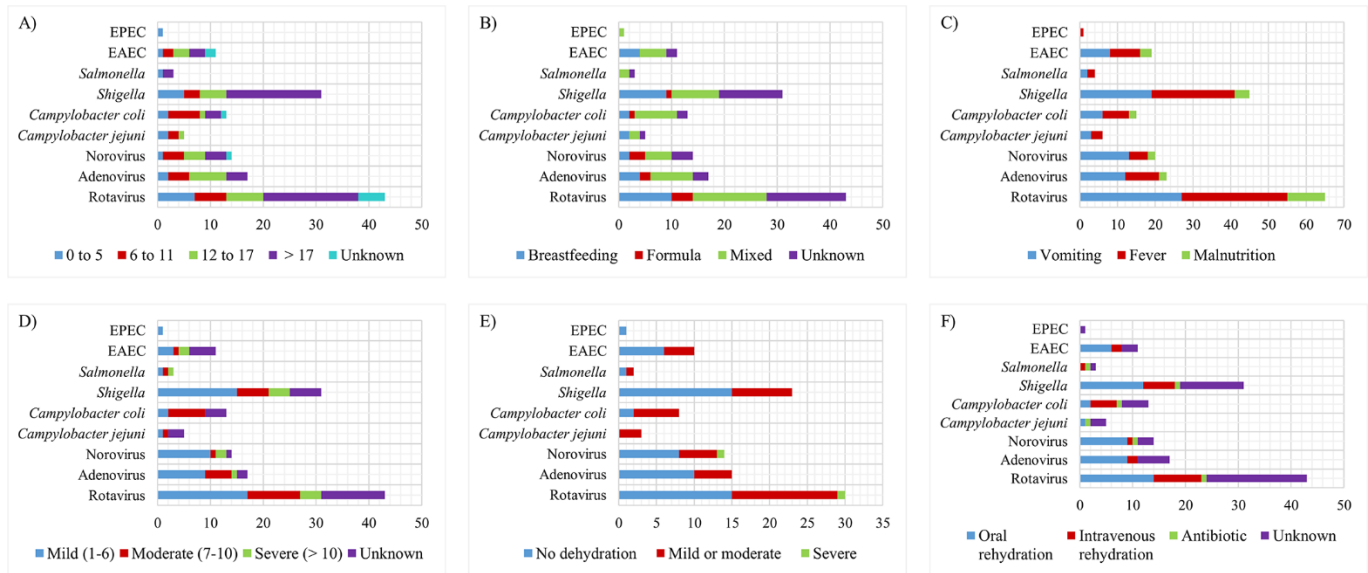 A)
EPEC
EAEC
Salmonella
Shigella
Campylobacter coli
Campylobacter jejuni
Norovirus
Adenovirus
Rotavirus
0 10 20 30 40 50
0 to 5 6 to 11 12 to 17 > 17 Unknown
B)
EPEC
EAEC
Salmonella
Shigella
Campylobacter coli
Campylobacter jejuni
Norovirus
Adenovirus
Rotavirus
0 10 20 30 40 50
Breastfeeding Formula Mixed Unknown
C)
EPEC
EAEC
Salmonella
Shigella
Campylobacter coli
Campylobacter jejuni
Norovirus
Adenovirus
Rotavirus
0 10 20 30 40 50 60 70
Vomiting Fever Malnutrition
D)
EPEC
EAEC
Salmonella
Shigella
Campylobacter coli
Campylobacter jejuni
Norovirus
Adenovirus
Rotavirus
0 10 20 30 40 50
Mild (1-6) Moderate (7-10) Severe (> 10) Unknown
E)
EPEC
EAEC
Salmonella
Shigella
Campylobacter coli
Campylobacter jejuni
Norovirus
Adenovirus
Rotavirus
0 5 10 15 20 25 30 35
No dehydration Mild or moderate Severe
F)
EPEC
EAEC
Salmonella
Shigella
Campylobacter coli
Campylobacter jejuni
Norovirus
Adenovirus
Rotavirus
0 10 20 30 40 50
Oral Intravenous Antibiotic Unknown
rehydration rehydration